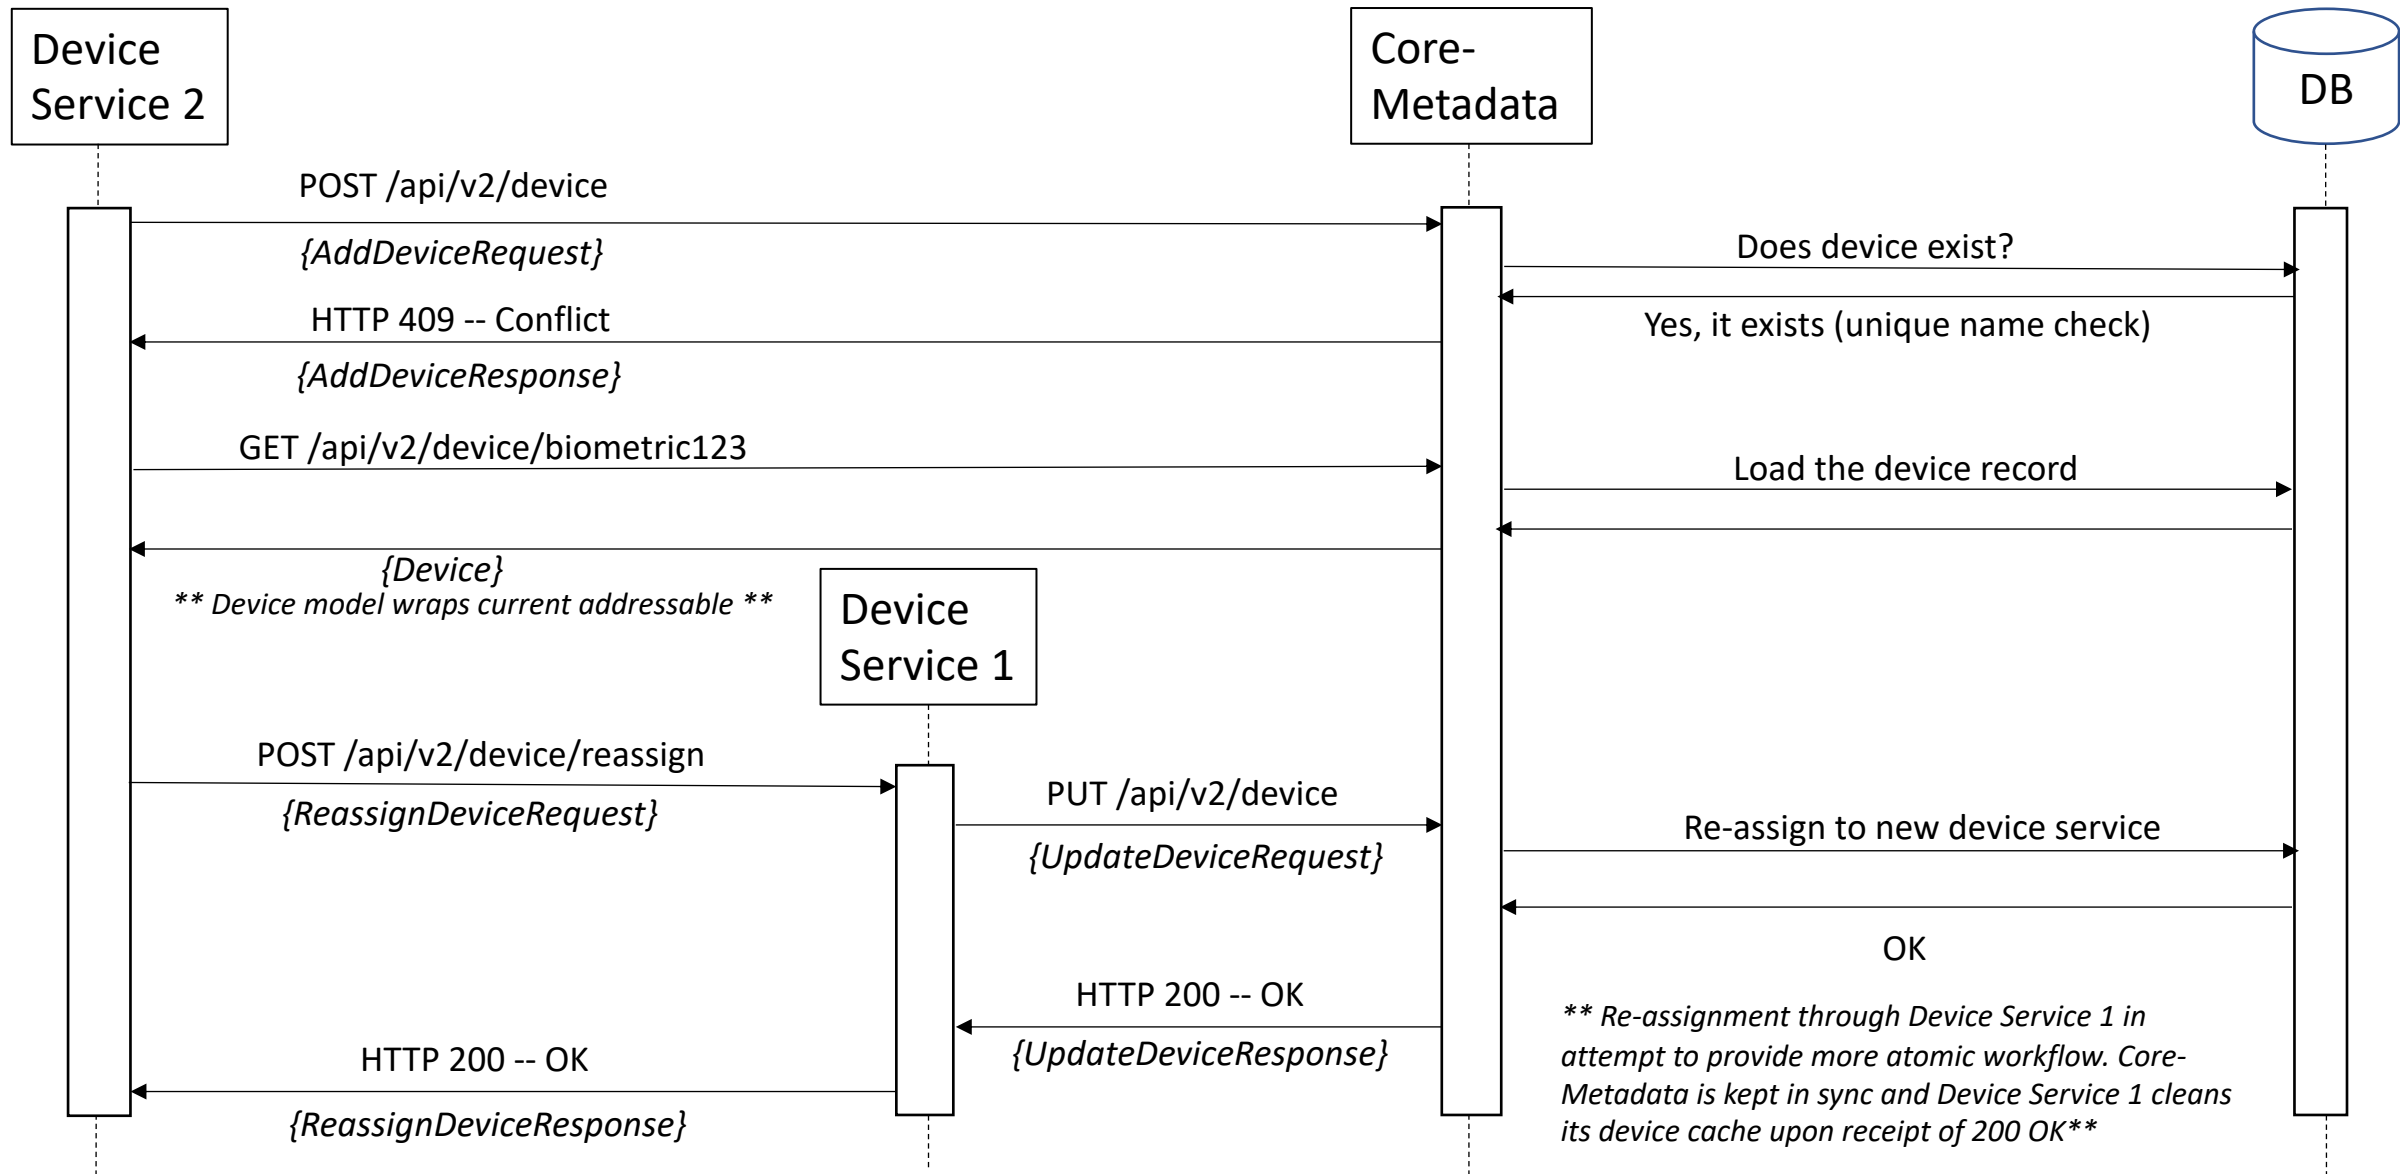 Device
Service 2
Core-
Metadata
DB
POST /api/v2/device
{AddDeviceRequest}
Does device exist?
HTTP 409 -- Conflict
Yes, it exists (unique name check)
{AddDeviceResponse}
GET /api/v2/device/biometric123
Load the device record
{Device}
** Device model wraps current addressable **
Device
Service 1
POST /api/v2/device/reassign
{ReassignDeviceRequest}
PUT /api/v2/device
{UpdateDeviceRequest}
Re-assign to new device service
OK
HTTP 200 -- OK
{UpdateDeviceResponse}
HTTP 200 -- OK
{ReassignDeviceResponse}
** Re-assignment through Device Service 1 in
attempt to provide more atomic workflow. Core-
Metadata is kept in sync and Device Service 1 cleans
its device cache upon receipt of 200 OK**